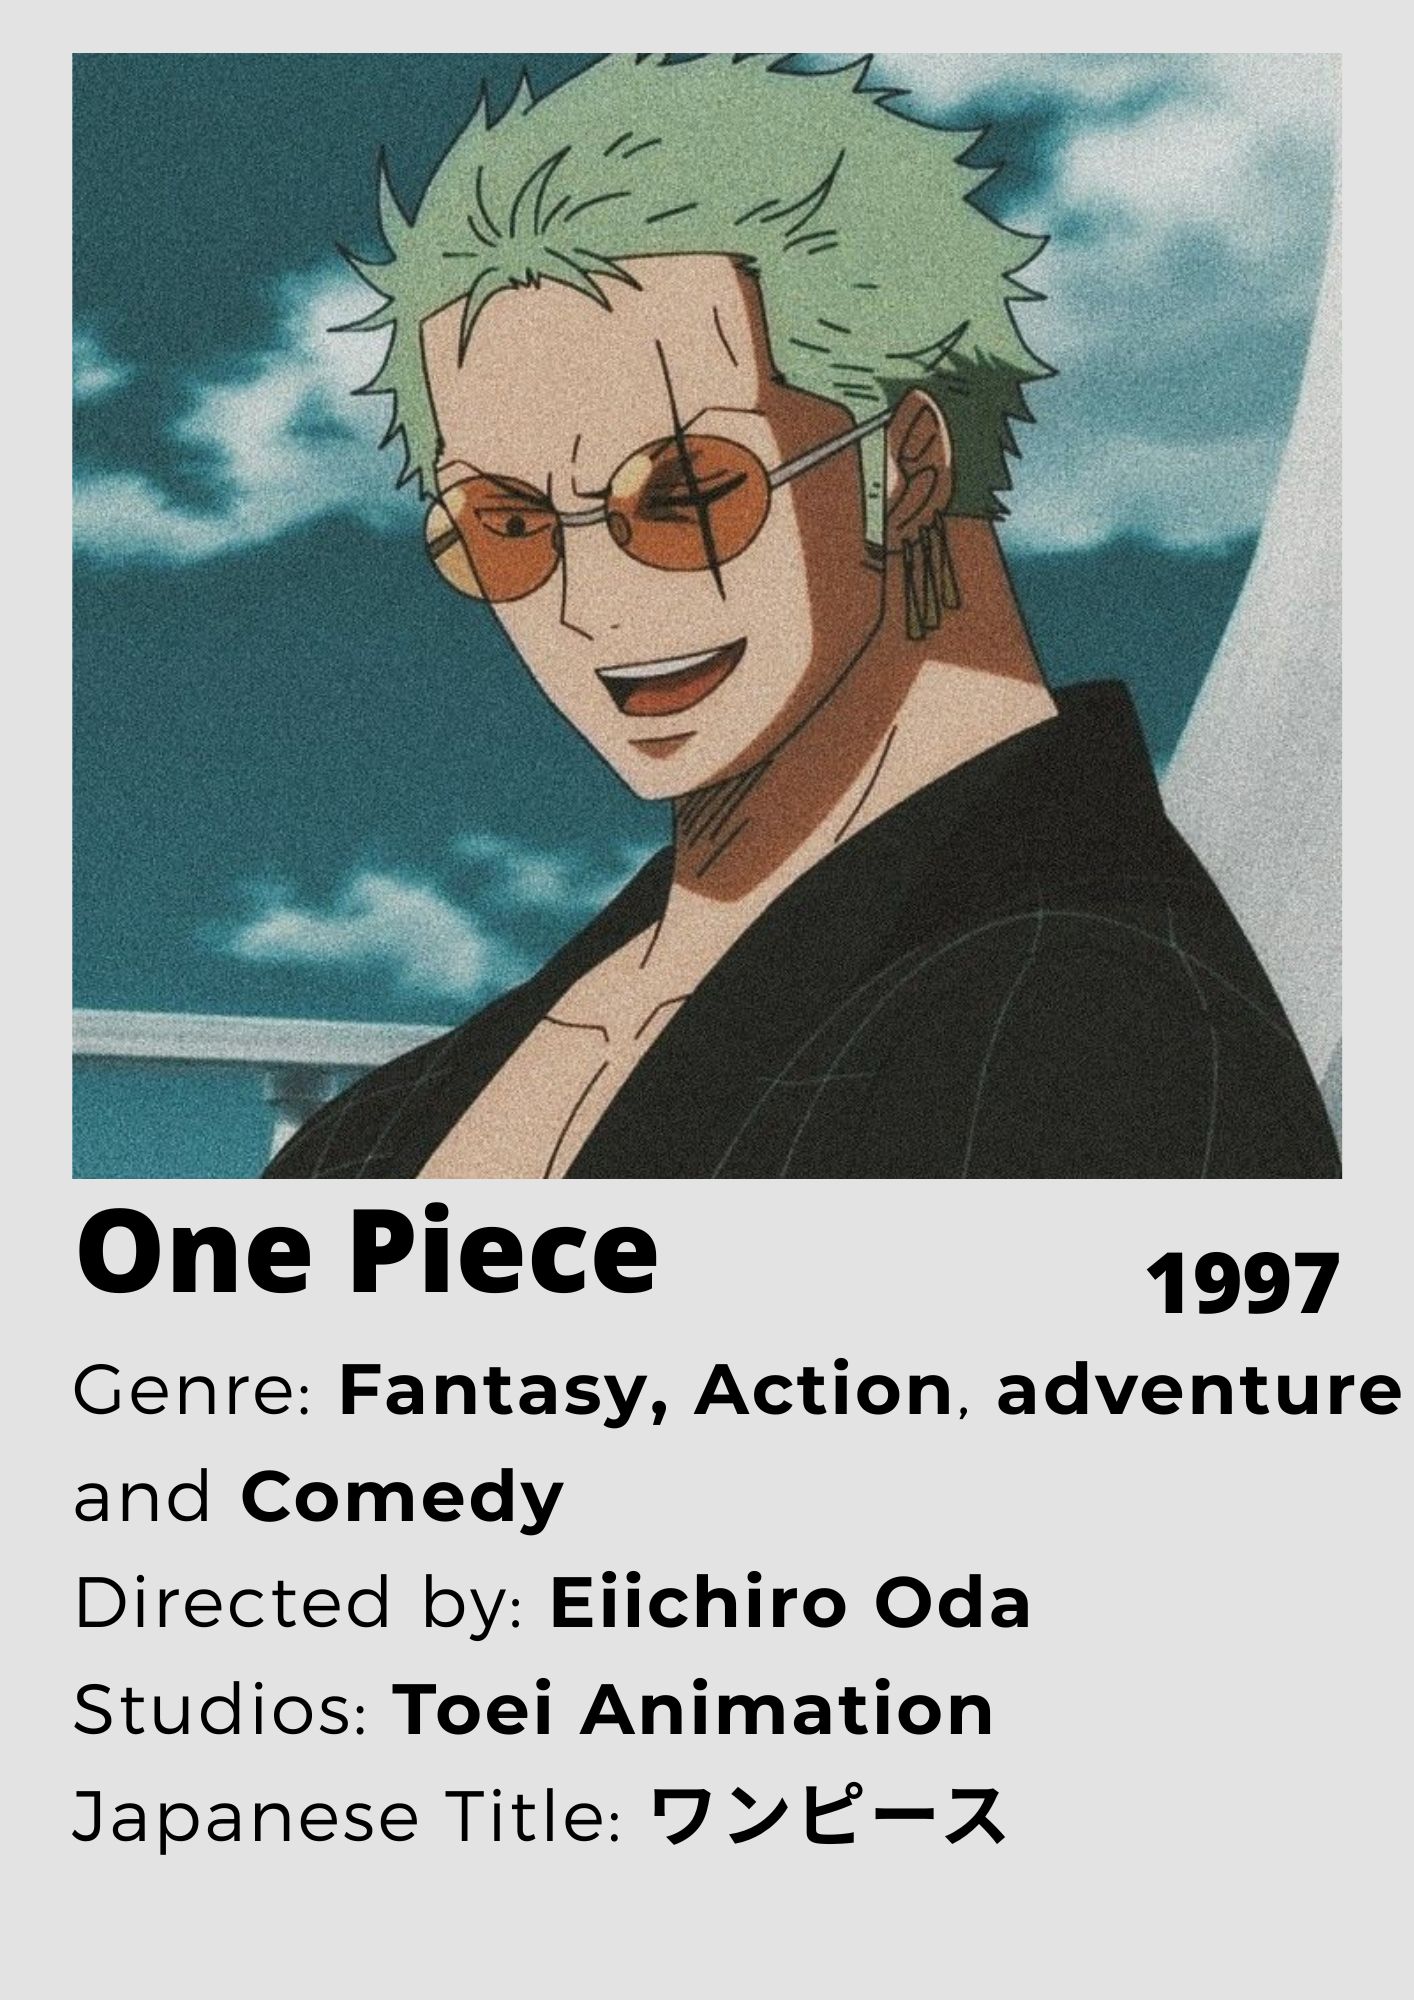 One Piece
1997
Genre: Fantasy, Action, adventure
and Comedy
Directed by: Eiichiro Oda
Studios: Toei Animation
Japanese Title: ワンピース